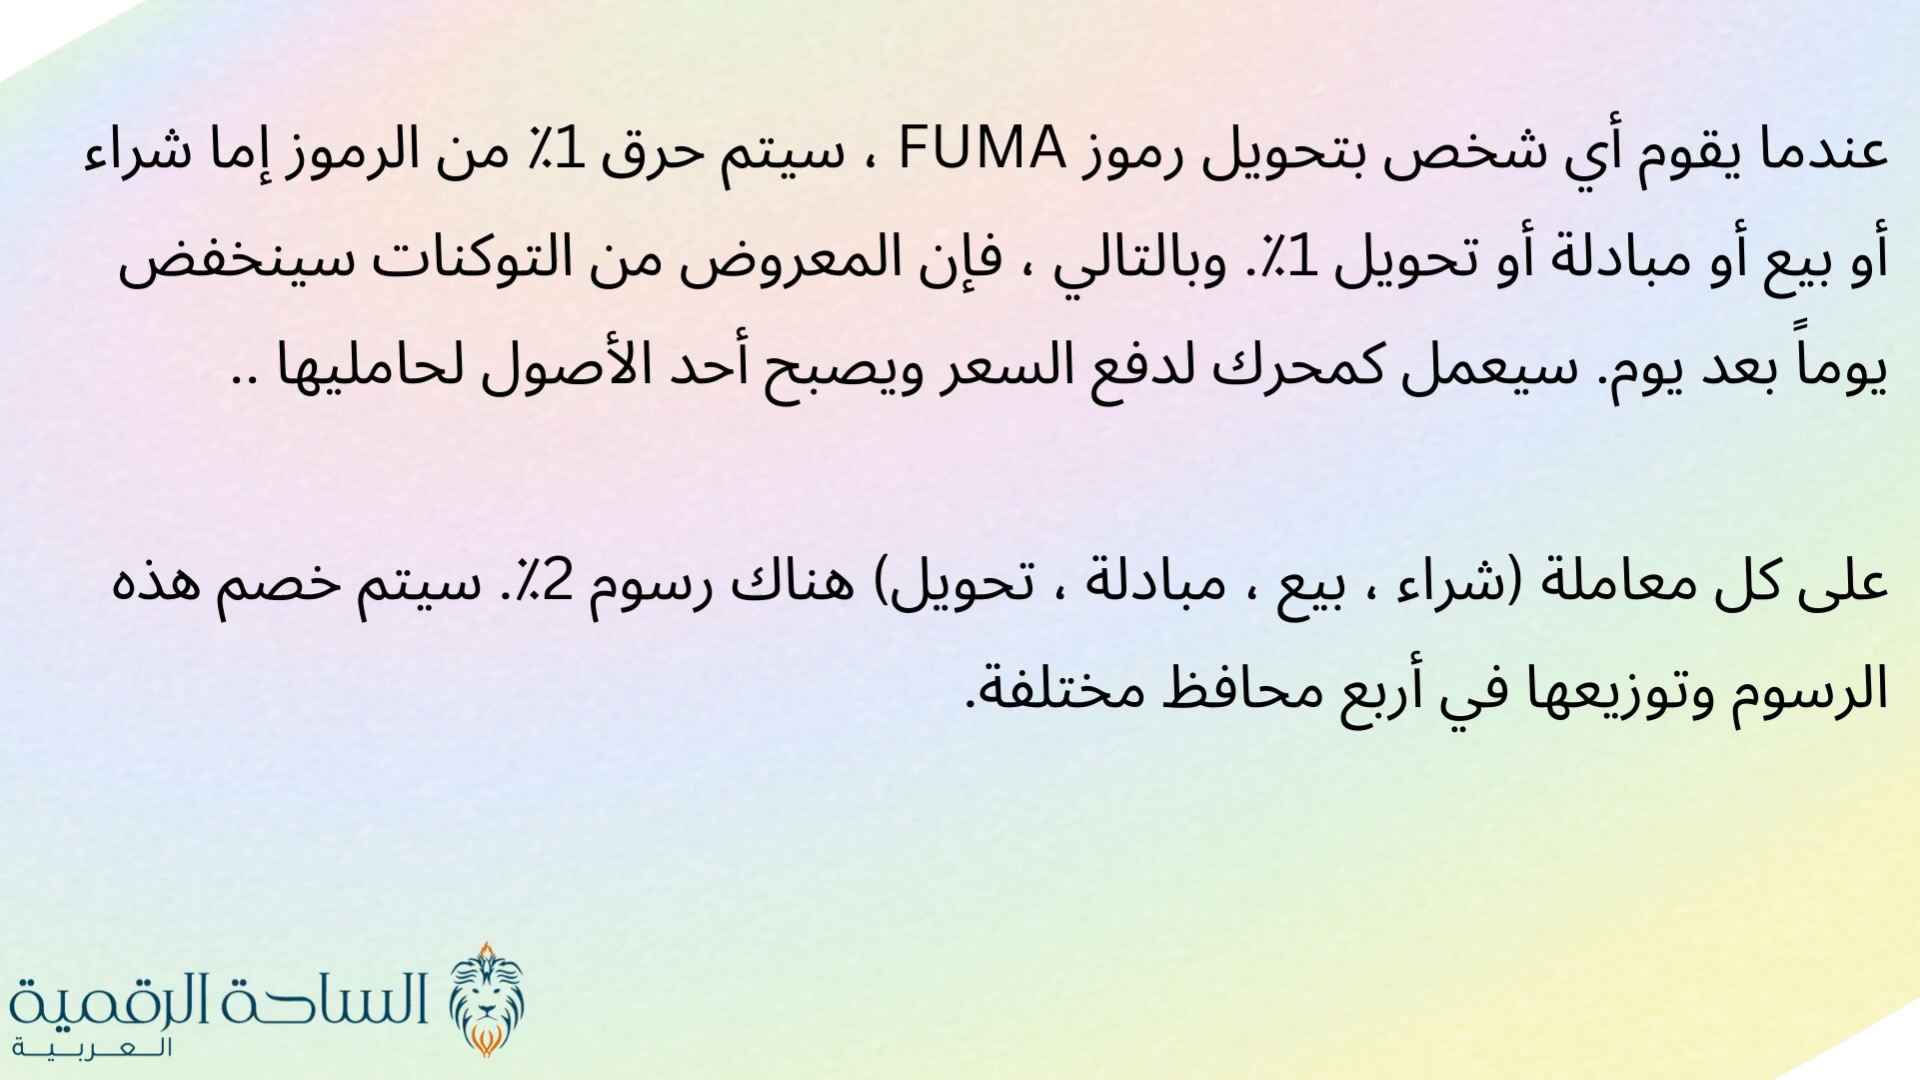 عندما يقوم أي شخص بتحويل رموز FUMA ، سيتم حرق 1٪ من الرموز إما شراء
أو بيع أو مبادلة أو تحويل 1٪. وبالتالي ، فإن المعروض من التوكنات سينخفض
يوماً بعد يوم. سيعمل كمحرك لدفع السعر ويصبح أحد الأصول لحامليها ..
على كل معاملة (شراء ، بيع ، مبادلة ، تحويل) هناك رسوم 2٪. سيتم خصم هذه
الرسوم وتوزيعها في أربع محافظ مختلفة.
الساحة الرقمية
العربية